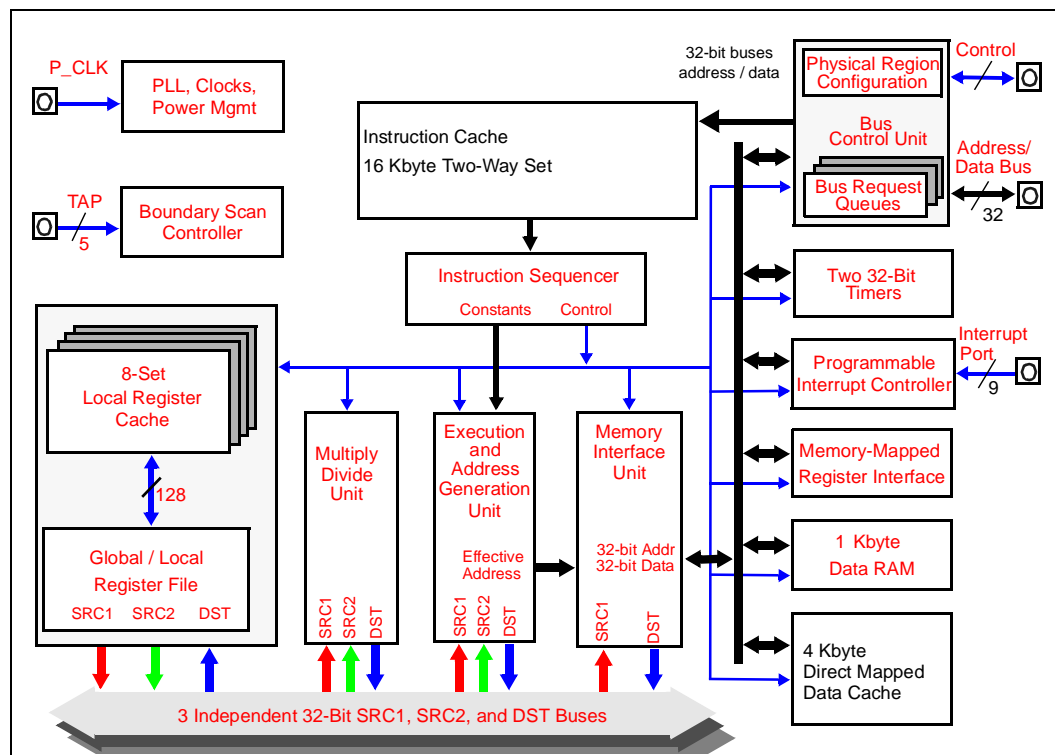 P_CLK
PLL, Clocks,
Power Mgmt
TAP
5
Boundary Scan
Controller
32-bit buses
address / data
Instruction Cache
16 Kbyte Two-Way Set
Physical Region
Configuration
Control
Bus
Control Unit
Bus Request
Queues
Address/
Data Bus
32
Instruction Sequencer
Constants
Control
Two 32-Bit
Timers
Programmable
Interrupt Controller
Interrupt
Port
9
8-Set
Local Register
Cache
128
Global / Local
Register File
SRC1
SRC2
DST
Multiply
Divide
Unit
SRC1
SRC2
DST
Execution
and
Address
Generation
Unit
Effective
Address
SRC1
SRC2
DST
Memory
Interface
Unit
32-bit Addr
32-bit Data
SRC1
DST
Memory-Mapped
Register Interface
1 Kbyte
Data RAM
4 Kbyte
Direct Mapped
Data Cache
3 Independent 32-Bit SRC1, SRC2, and DST Buses